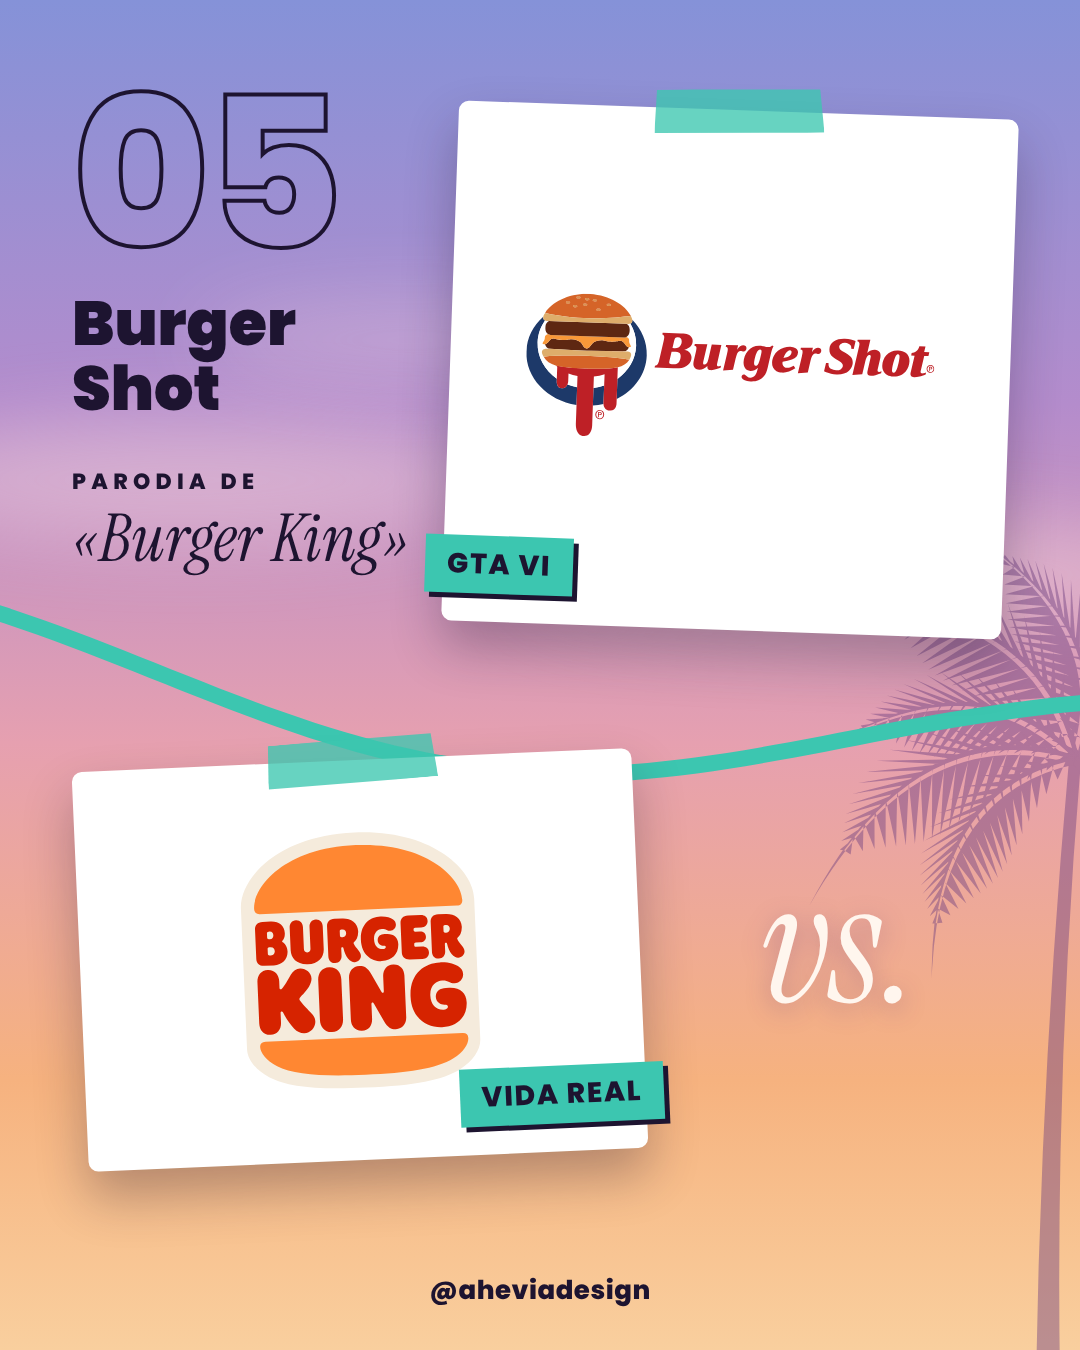 05
Burger
Shot
PARODIA DE
«Burger King»
Burger Shot®
®
GTA VI
BURGER
KING
VIDA REAL
vs.
@aheviadesign